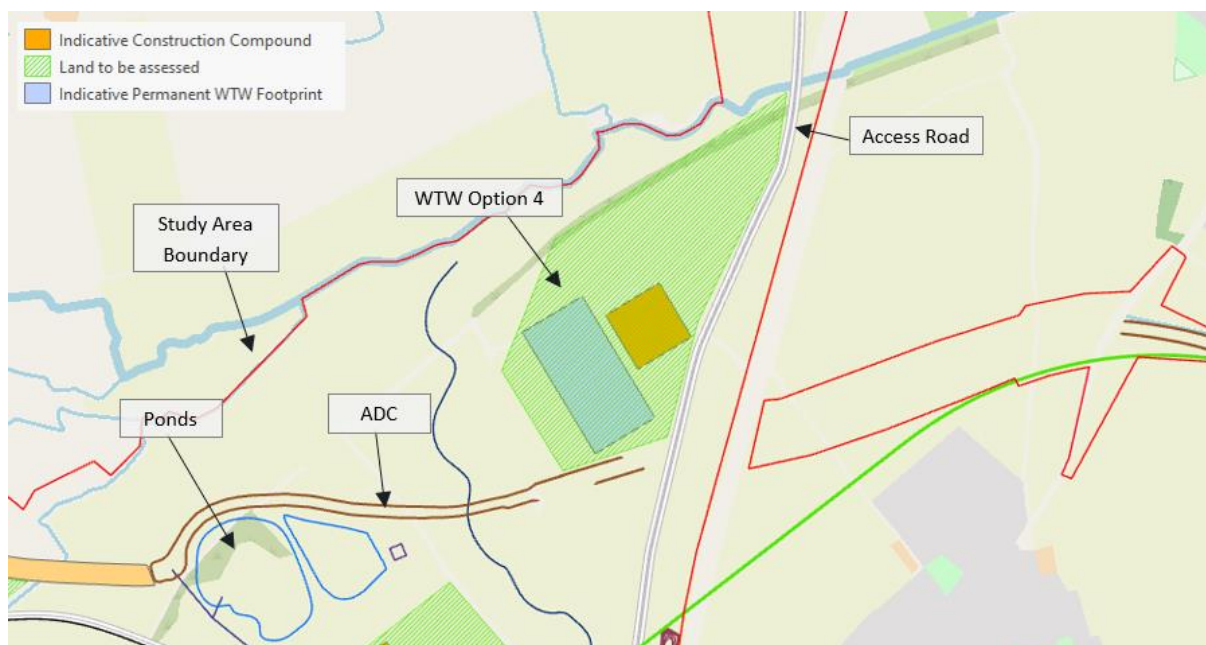 Indicative Construction Compound
Land to be assessed
Indicative Permanent WTW Footprint
Access Road
WTW Option 4
Study Area
Boundary
Ponds
ADC